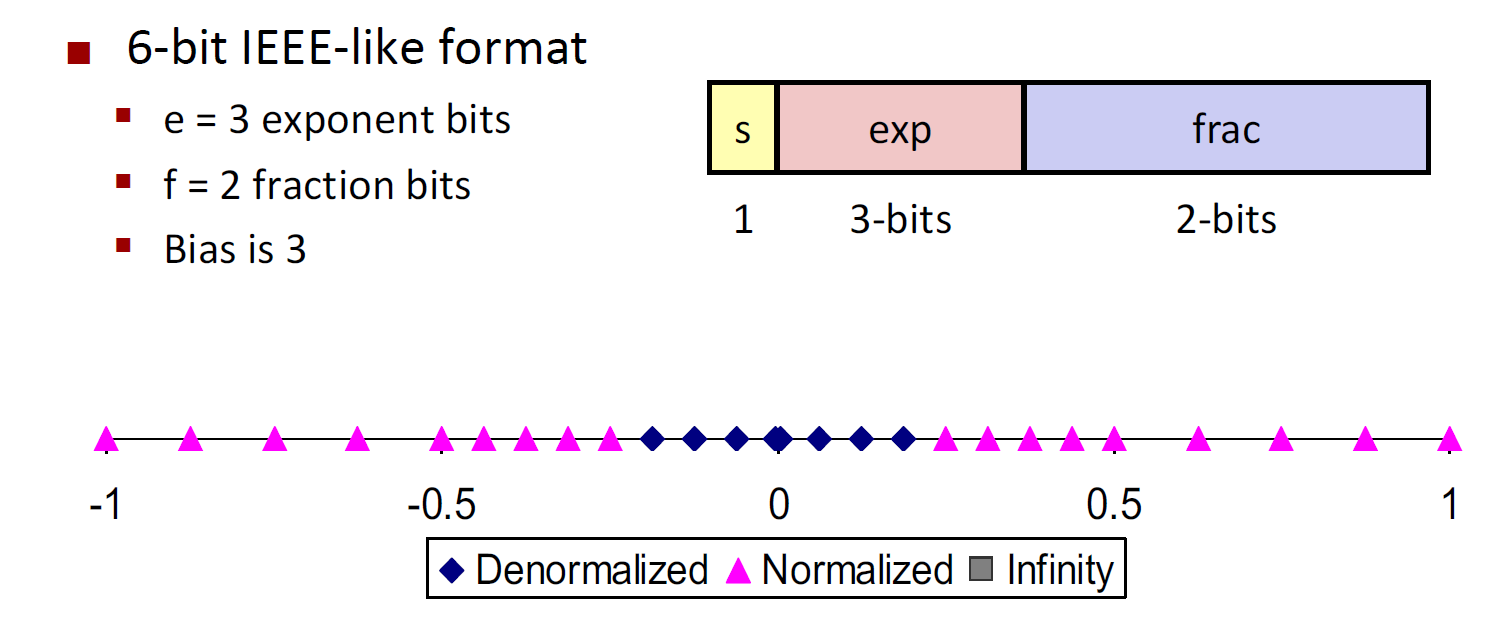 6-bit IEEE-like format
e = 3 exponent bits
f = 2 fraction bits
Bias is 3
s exp frac
1 3-bits 2-bits
-1 -0.5 0 0.5 1
Denormalized Normalized Infinity